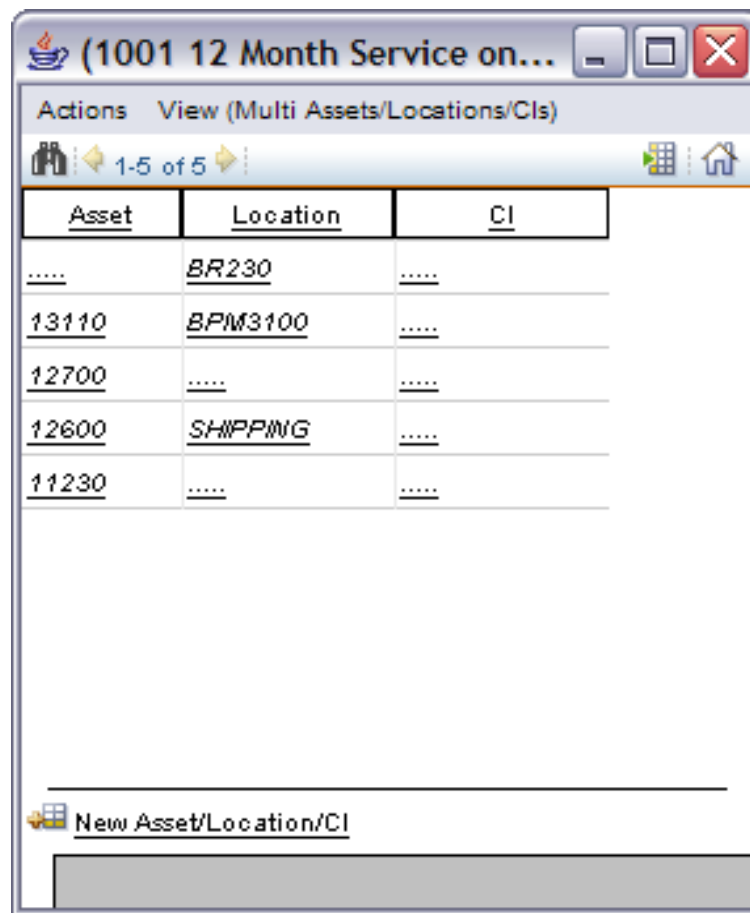 (1001 12 Month Service on...
Actions View (Multi Assets/Locations/CIs)
1-5 of 5
Asset Location CI
..... BR230 .....
13110 BPM3100 .....
12700 ..... .....
12600 SHIPPING .....
11230 ..... .....
New Asset/Location/CI